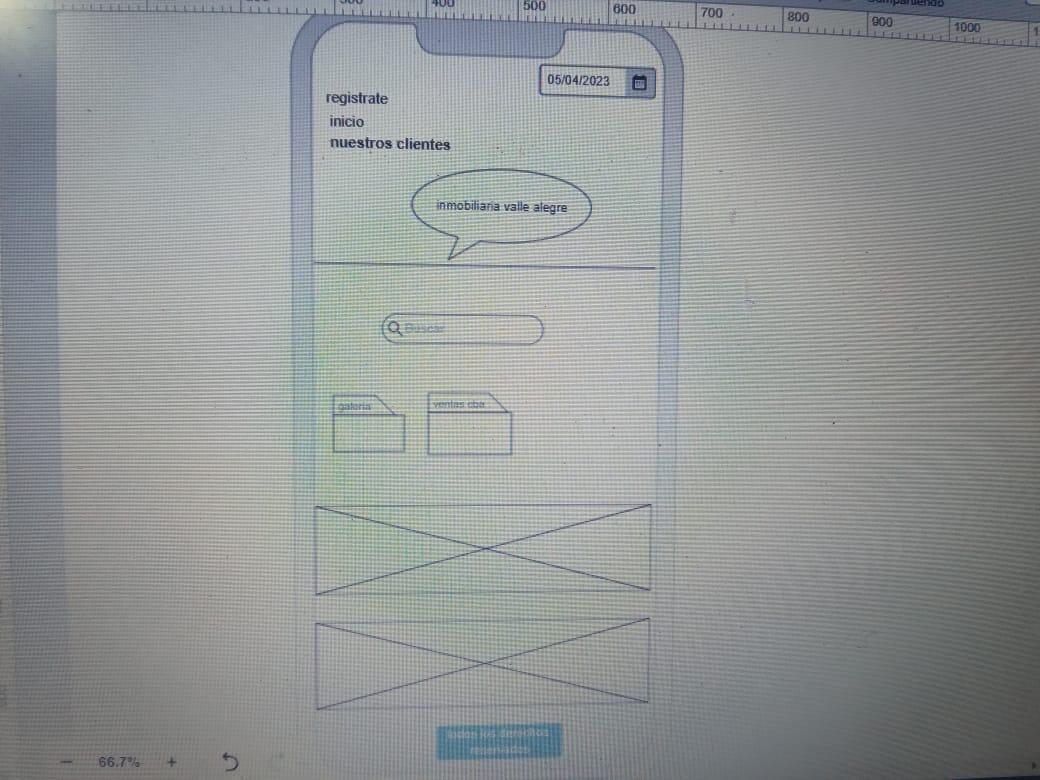 400
500
600
700
800
900
1000
05/04/2023
registrate
inicio
nuestros clientes
inmobiliaria valle alegre
Buscar
galeria
ventas cba
todos los derechos
reservados
66.7%